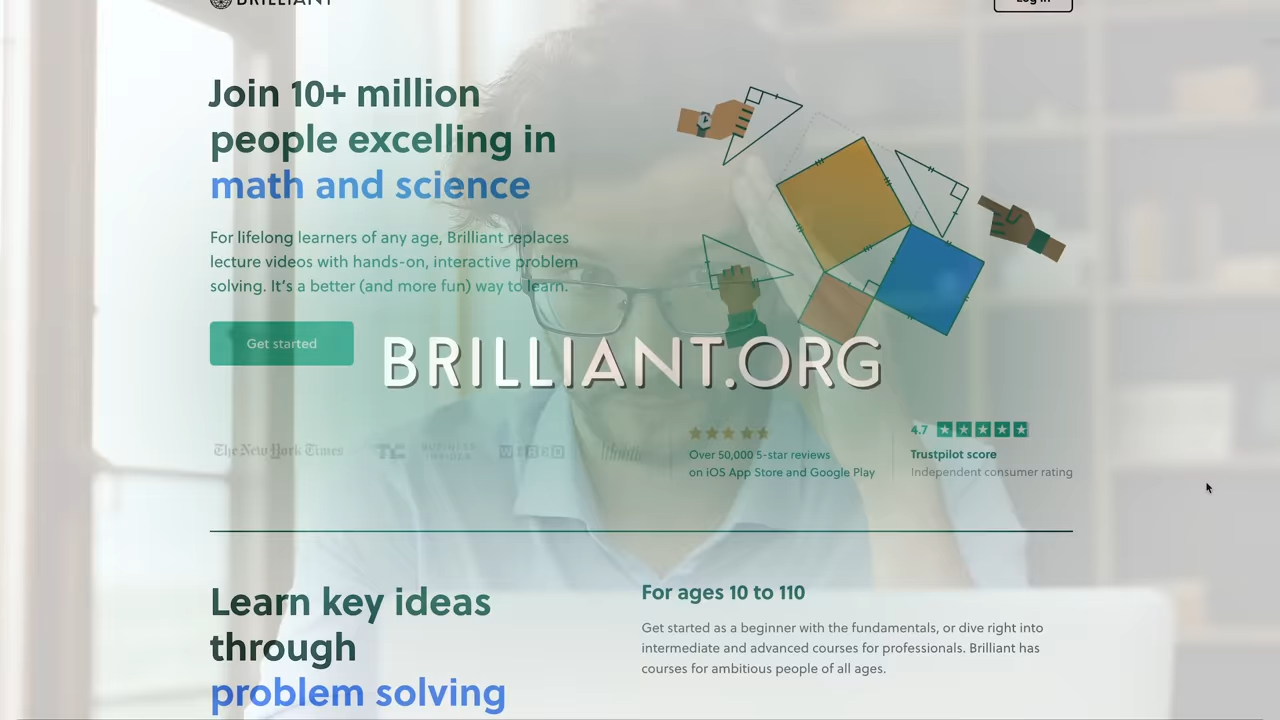 BRILLIANT
Log in
Join 10+ million
people excelling in
math and science
For lifelong learners of any age, Brilliant replaces
lecture videos with hands-on, interactive problem
solving. It's a better (and more fun) way to learn.
Get started
BRILLIANT.ORG
The New York Times
TC
BUSINESS
INSIDER
WIRED
4.7
Over 50,000 5-star reviews
on iOS App Store and Google Play
Trustpilot score
Independent consumer rating
Learn key ideas
through
problem solving
For ages 10 to 110
Get started as a beginner with the fundamentals, or dive right into
intermediate and advanced courses for professionals. Brilliant has
courses for ambitious people of all ages.